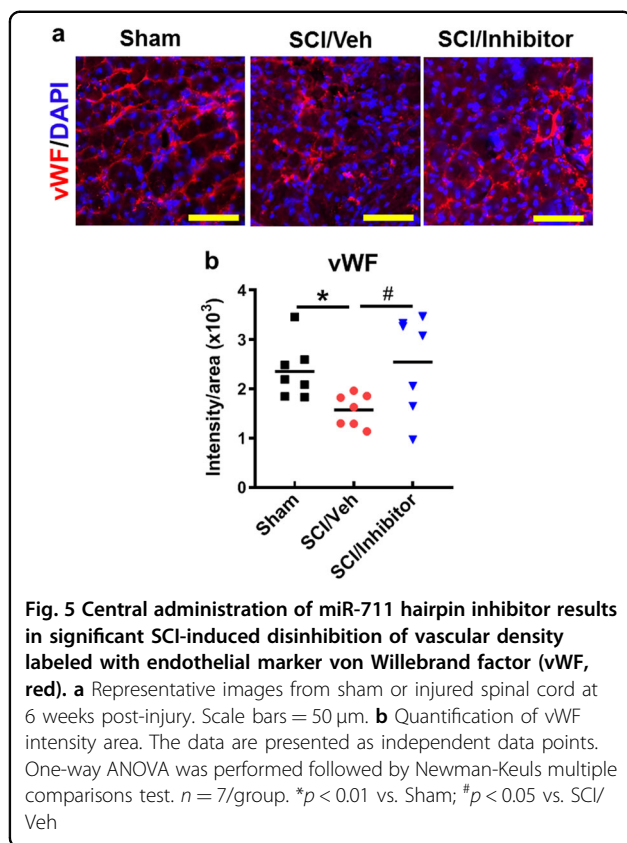 a
Sham SCI/Veh SCI/Inhibitor
vWF/DAPI
b
vWF
Intensity/area (x10³)
4
3
2
1
0
* #
Sham
SCI/Veh
SCI/Inhibitor
Fig. 5 Central administration of miR-711 hairpin inhibitor results
in significant SCI-induced disinhibition of vascular density
labeled with endothelial marker von Willebrand factor (vWF,
red). a Representative images from sham or injured spinal cord at
6 weeks post-injury. Scale bars = 50 μm. b Quantification of vWF
intensity area. The data are presented as independent data points.
One-way ANOVA was performed followed by Newman-Keuls multiple
comparisons test. n = 7/group. *p < 0.01 vs. Sham; #p < 0.05 vs. SCI/
Veh